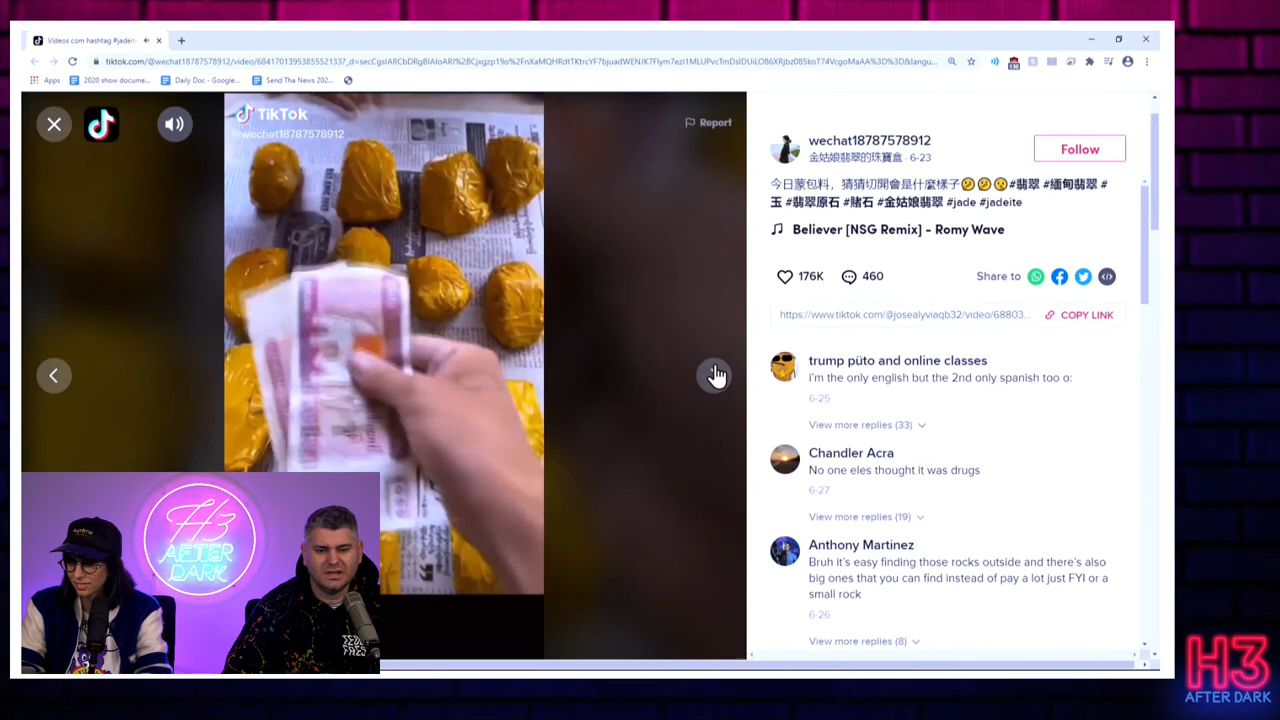 Vídeos com hashtag #jadeit
tiktok.com/@wechat18787578912/video/6841701395385521337?_d=
Apps
2020 show docume...
Daily Doc - Google...
Send Tha News 202...
TikTok
wechat18787578912
Report
wechat18787578912
金姑娘翡翠的珠寶盒 · 6-23
Follow
今日蒙包料，猜猜切開會是什麼樣子🤔🤔😗#翡翠 #緬甸翡翠 #
玉 #翡翠原石 #賭石 #金姑娘翡翠 #jade #jadeite
Believer [NSG Remix] - Romy Wave
176K
460
Share to
https://www.tiktok.com/@josealyviaqb32/video/68803...
COPY LINK
trump püto and online classes
i'm the only english but the 2nd only spanish too o:
6-25
View more replies (33)
Chandler Acra
No one eles thought it was drugs
6-27
View more replies (19)
Anthony Martinez
Bruh it's easy finding those rocks outside and there's also
big ones that you can find instead of pay a lot just FYI or a
small rock
6-26
View more replies (8)
H3
AFTER
DARK
H3
AFTER DARK